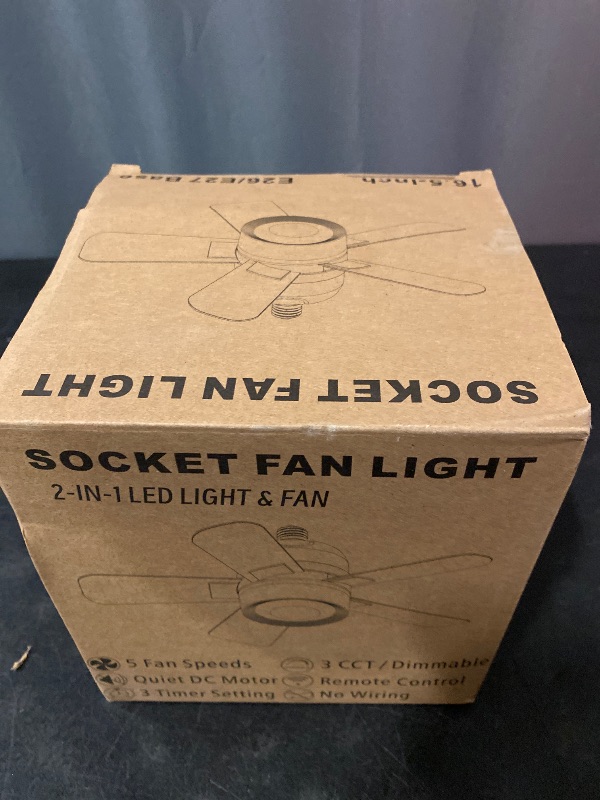 16.5-Inch
E26/E27 Base
SOCKET FAN LIGHT
SOCKET FAN LIGHT
2-IN-1 LED LIGHT & FAN
5 Fan Speeds
3 CCT/Dimmable
Quiet DC Motor
Remote Control
3 Timer Setting
No Wiring